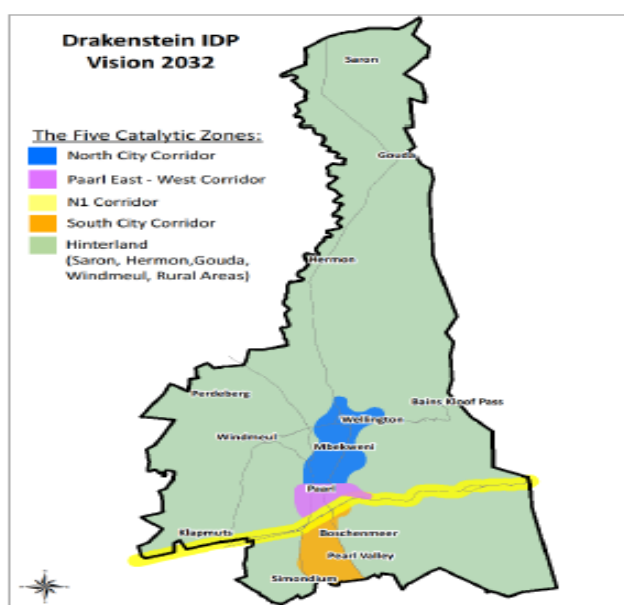 Drakenstein IDP
Vision 2032
The Five Catalytic Zones:
North City Corridor
Paarl East - West Corridor
N1 Corridor
South City Corridor
Hinterland
(Saron, Hermon,Gouda,
Windmeul, Rural Areas)
Saron
Gouda
Hermon
Perdeberg
Bains Kloof Pass
Wellington
Windmeul
Mbekweni
Paarl
Klapmuts
Boschenmeer
Pearl Valley
Simondium